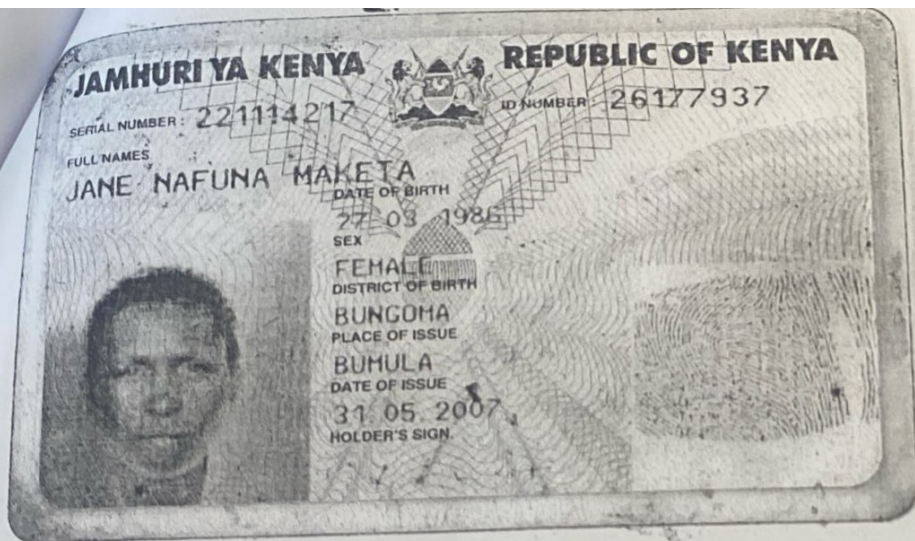 JAMHURI YA KENYA
REPUBLIC OF KENYA
SERIAL NUMBER: 221114217
ID NUMBER: 26177937
FULL NAMES
JANE NAFUNA MAKETA
DATE OF BIRTH
27 03 1986
SEX
FEMALE
DISTRICT OF BIRTH
BUNGOMA
PLACE OF ISSUE
BUMULA
DATE OF ISSUE
31 05 2007
HOLDER'S SIGN.